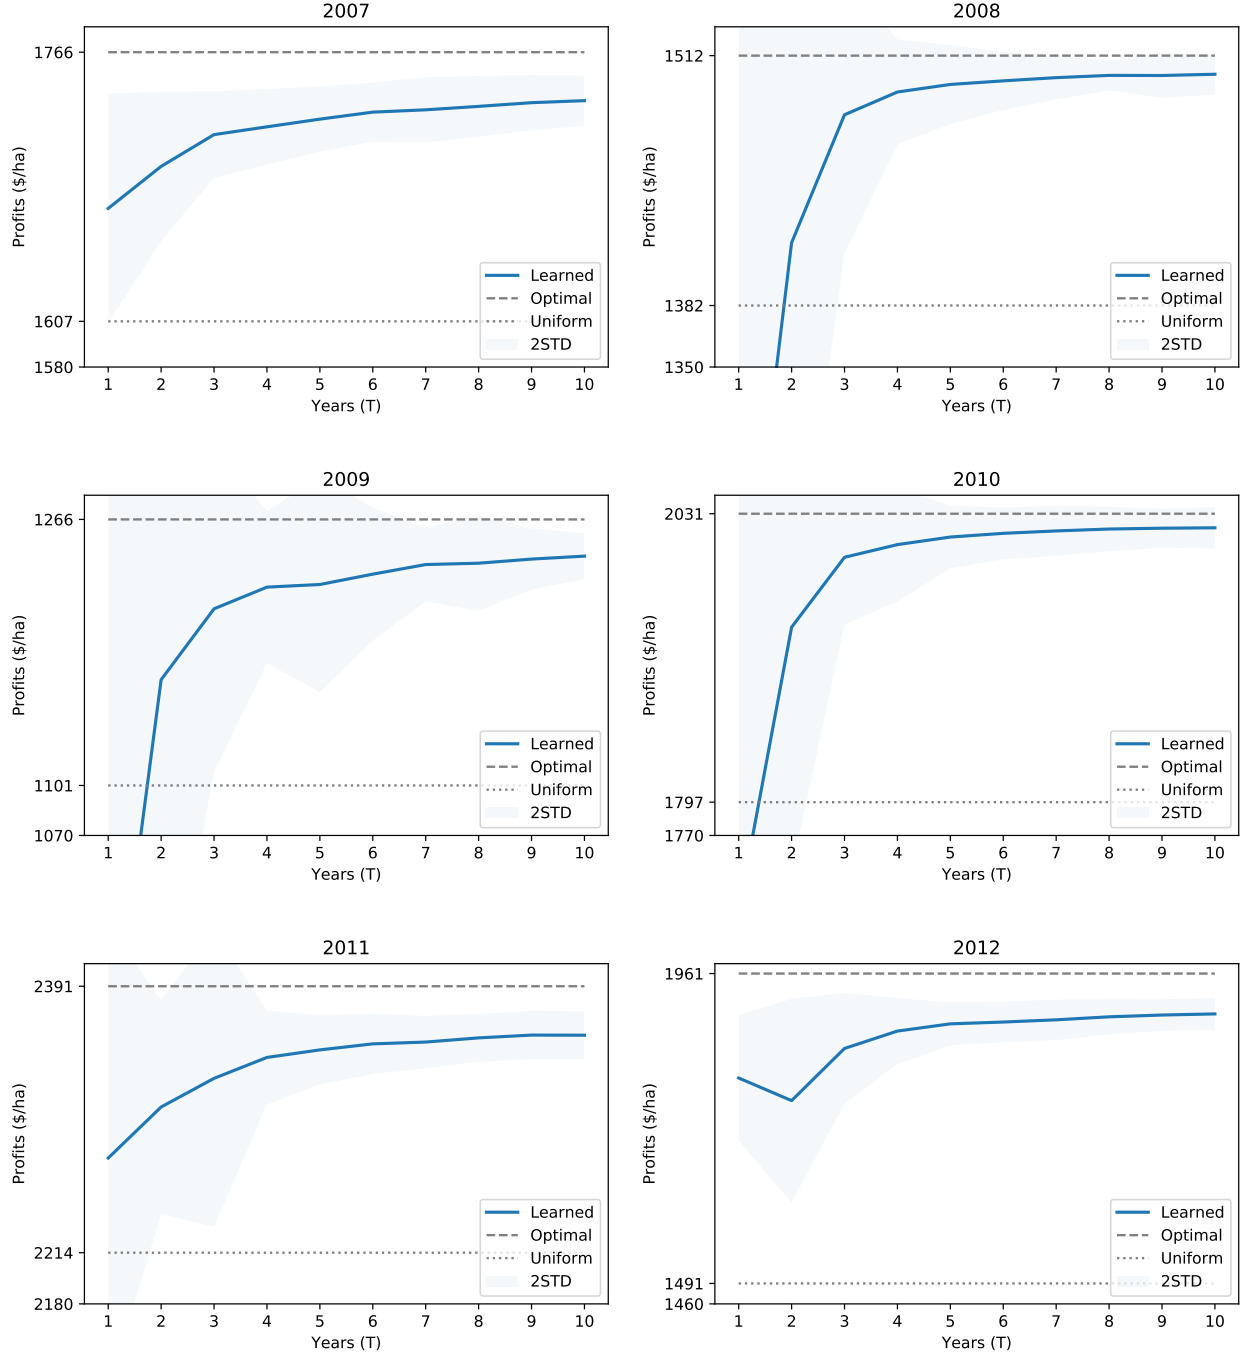 2007
1766
1607
1580
Profits ($/ha)
Learned
Optimal
Uniform
2STD
1 2 3 4 5 6 7 8 9 10
Years (T)
2008
1512
1382
1350
Profits ($/ha)
Learned
Optimal
Uniform
2STD
1 2 3 4 5 6 7 8 9 10
Years (T)
2009
1266
1101
1070
Profits ($/ha)
Learned
Optimal
Uniform
2STD
1 2 3 4 5 6 7 8 9 10
Years (T)
2010
2031
1797
1770
Profits ($/ha)
Learned
Optimal
Uniform
2STD
1 2 3 4 5 6 7 8 9 10
Years (T)
2011
2391
2214
2180
Profits ($/ha)
Learned
Optimal
Uniform
2STD
1 2 3 4 5 6 7 8 9 10
Years (T)
2012
1961
1491
1460
Profits ($/ha)
Learned
Optimal
Uniform
2STD
1 2 3 4 5 6 7 8 9 10
Years (T)